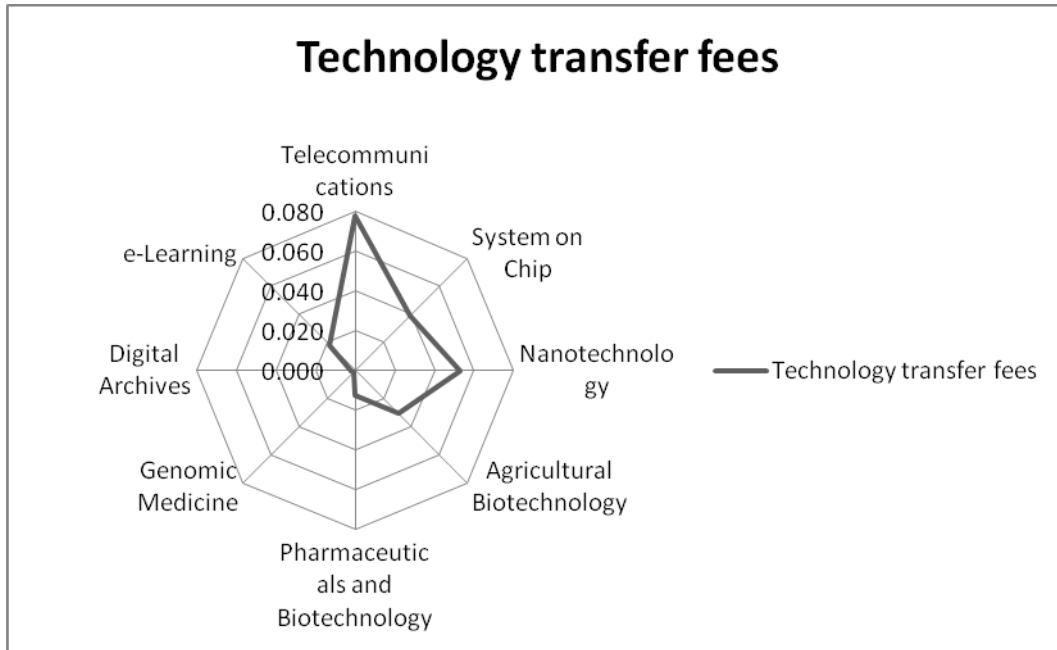 Technology transfer fees
Telecommuni
cations
System on
Chip
Nanotechnolo
gy
Agricultural
Biotechnology
Pharmaceutic
als and
Biotechnology
Genomic
Medicine
Digital
Archives
e-Learning
0.080
0.060
0.040
0.020
0.000
Technology transfer fees